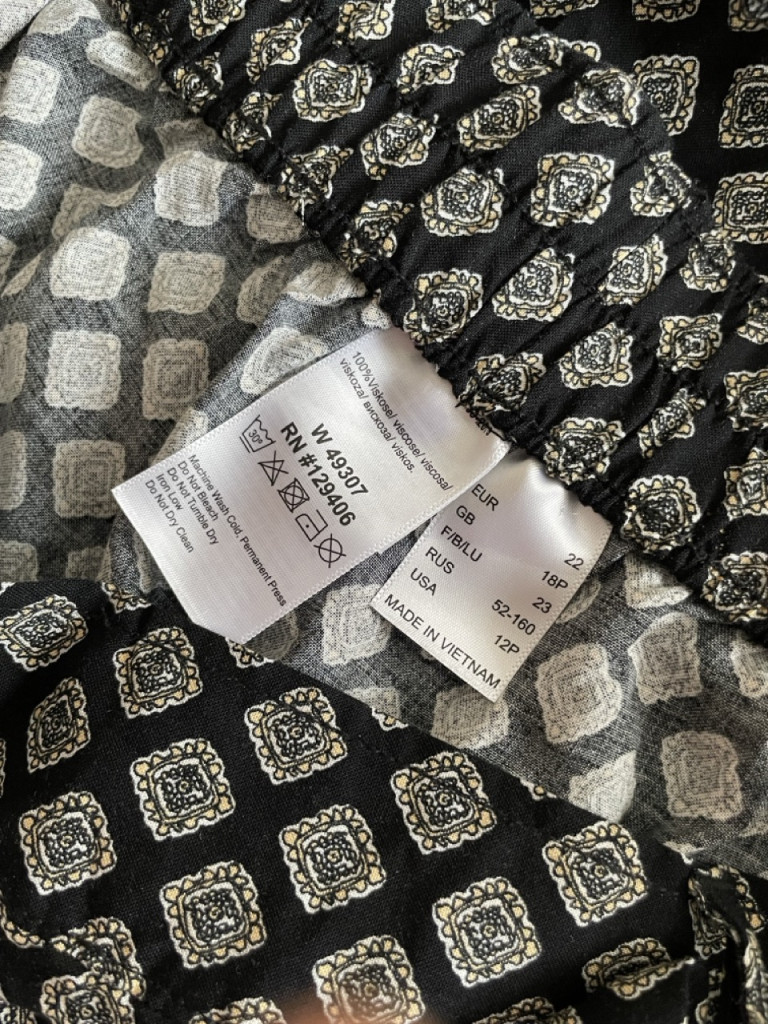 100%Viskose/ viscose/ viscosa/
viskoza/ вискоза/ viskos.
W 49307
RN #129406
30°
Machine Wash Cold, Permanent Press
Do Not Bleach
Do Not Tumble Dry
Iron Low
Do Not Dry Clean
EUR 22
GB 18P
F/B/LU 23
RUS 52-160
USA 12P
MADE IN VIETNAM